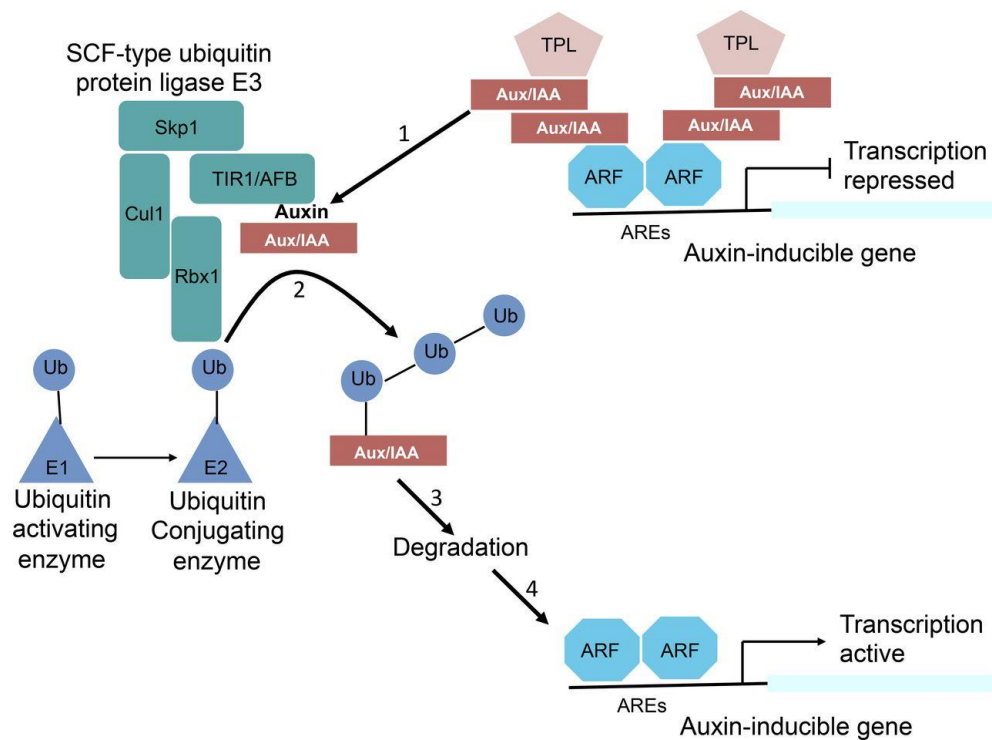 SCF-type ubiquitin
protein ligase E3
Skp1
TIR1/AFB
Cul1
Rbx1
Auxin
Aux/IAA
1
TPL
TPL
Aux/IAA
Aux/IAA
Aux/IAA
Aux/IAA
ARF
ARF
AREs
Transcription
repressed
Auxin-inducible gene
2
Ub
Ub
Ub
Ub
Ub
E1
E2
Ubiquitin
activating
enzyme
Ubiquitin
Conjugating
enzyme
Aux/IAA
3
Degradation
4
ARF
ARF
AREs
Transcription
active
Auxin-inducible gene